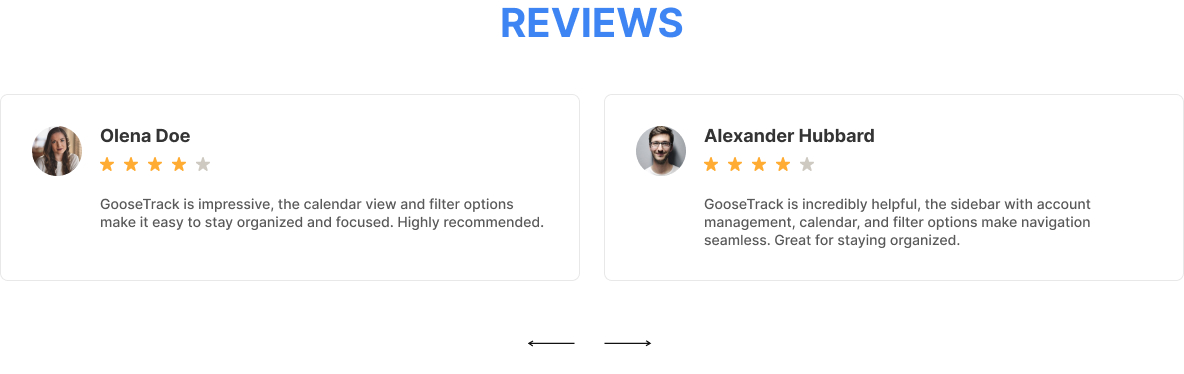 REVIEWS
Olena Doe
GooseTrack is impressive, the calendar view and filter options
make it easy to stay organized and focused. Highly recommended.
Alexander Hubbard
GooseTrack is incredibly helpful, the sidebar with account
management, calendar, and filter options make navigation
seamless. Great for staying organized.